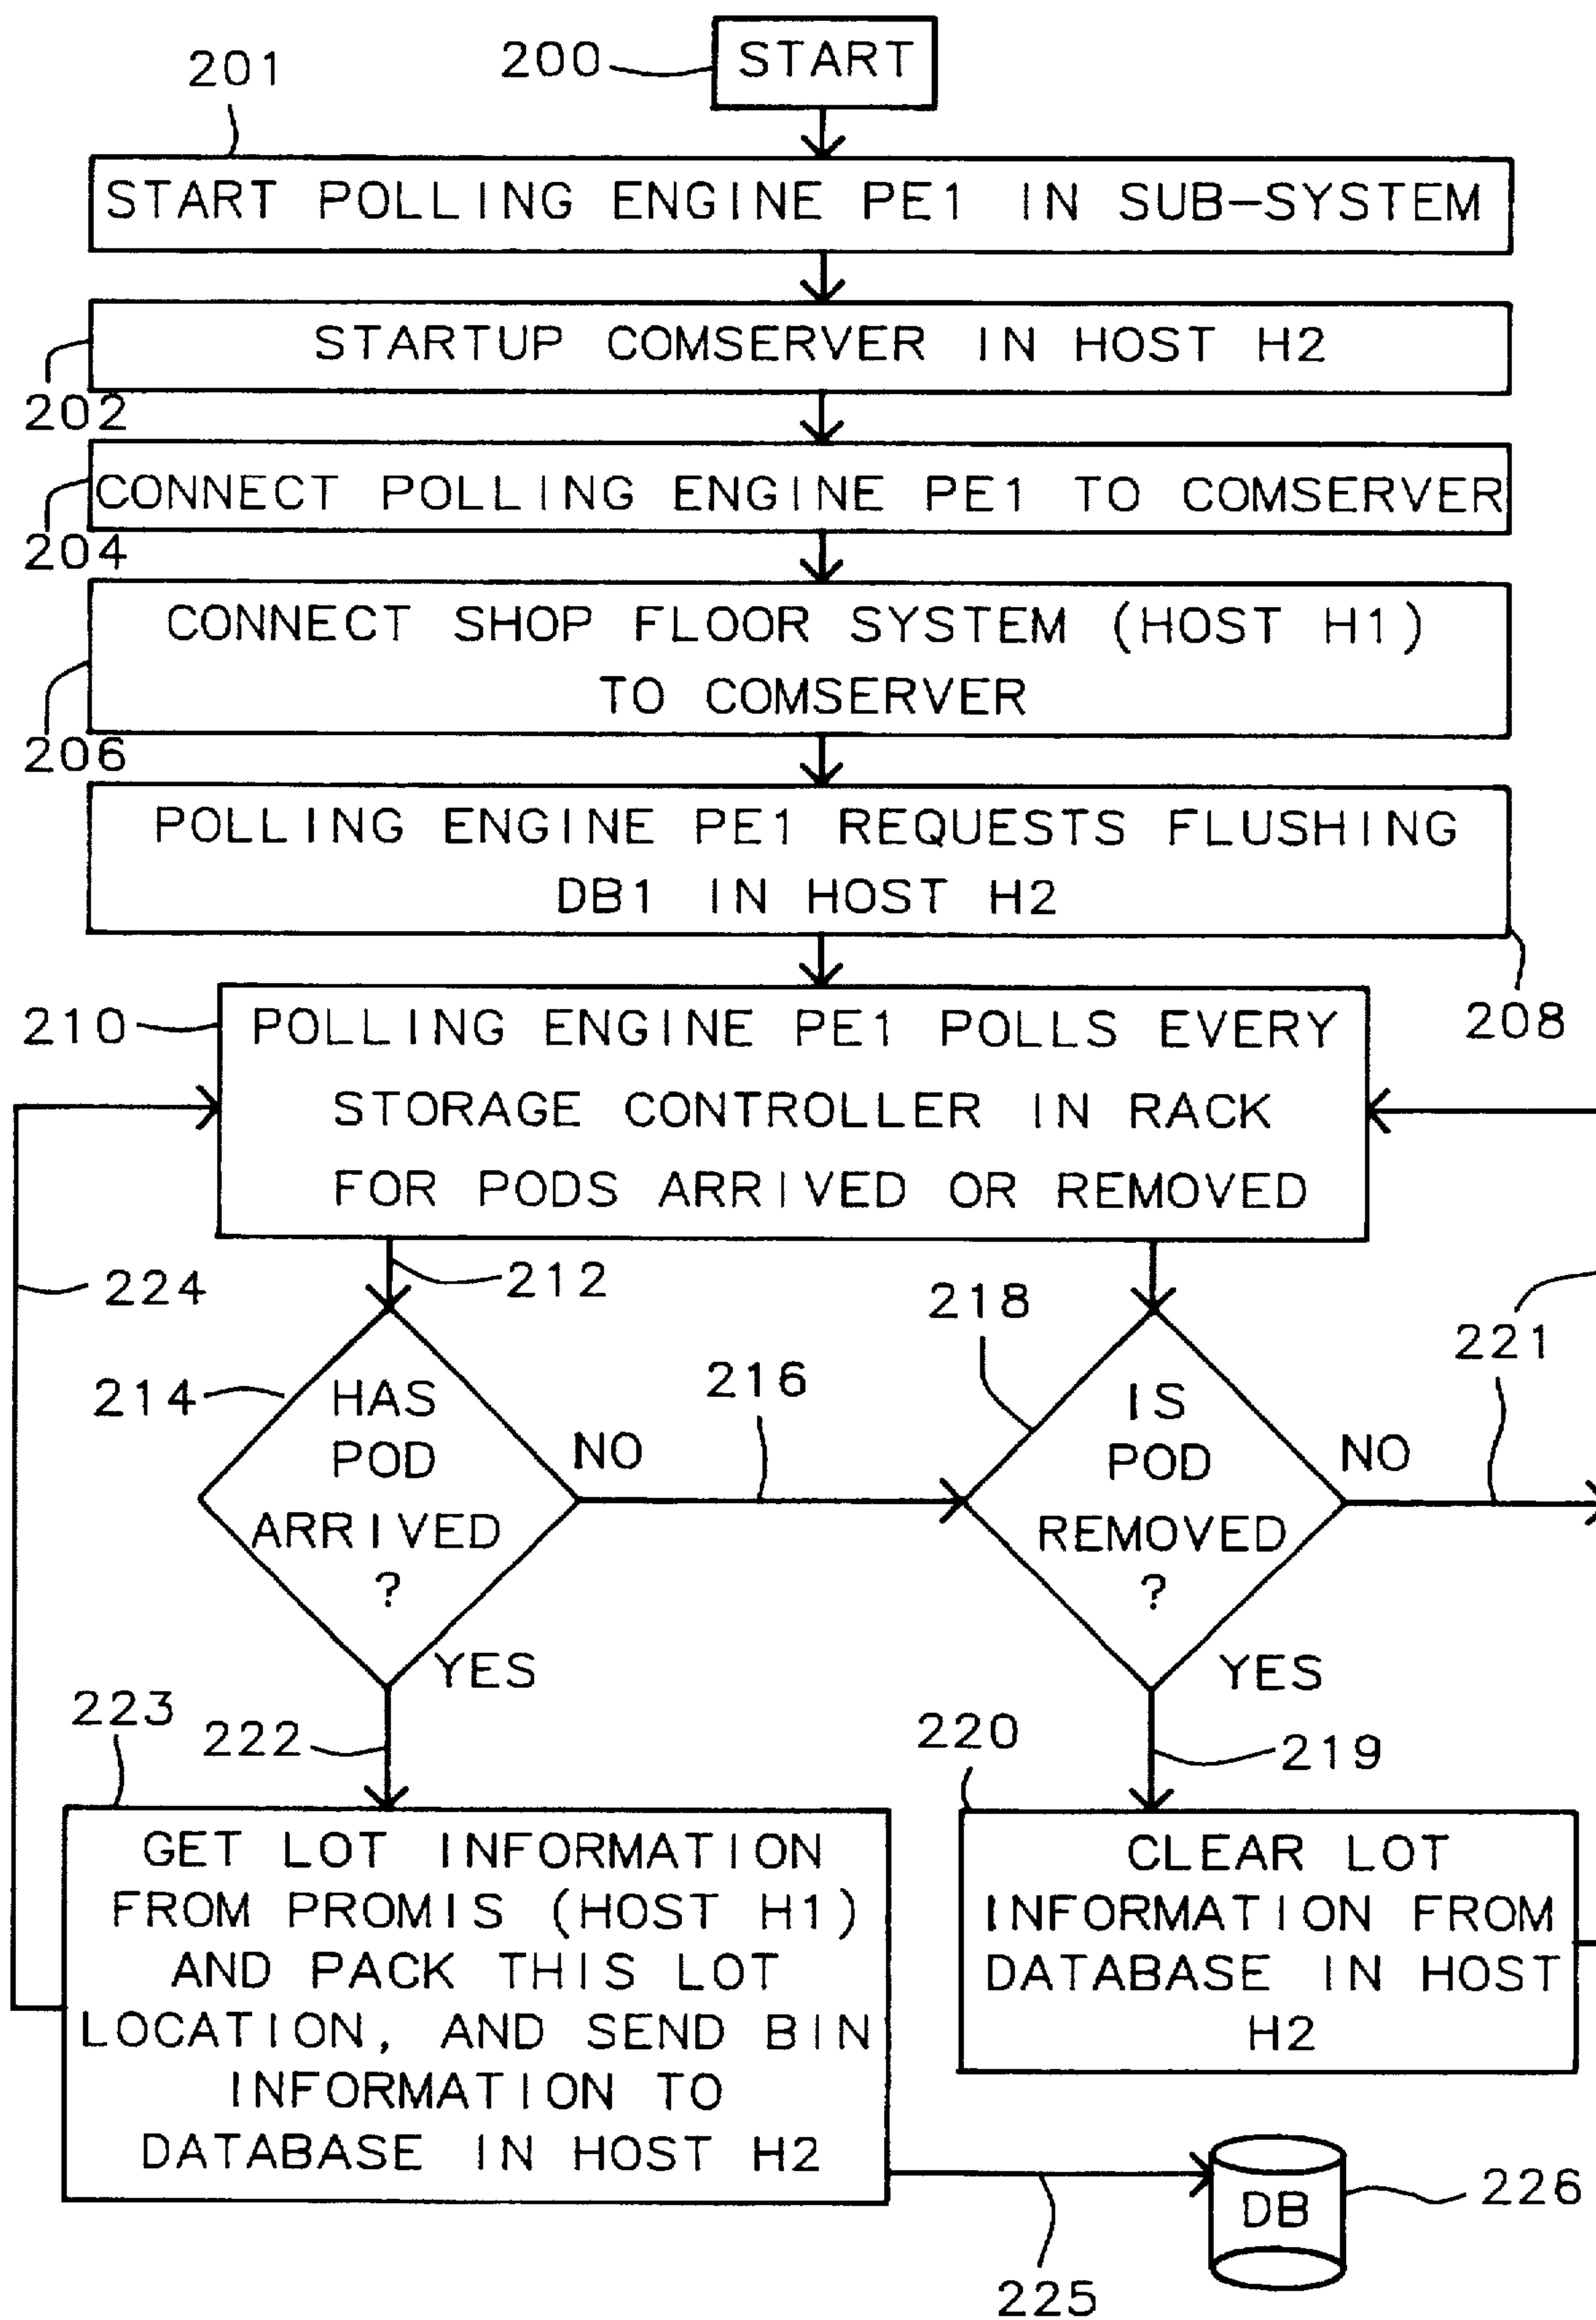 200
START
201
START POLLING ENGINE PE1 IN SUB-SYSTEM
STARTUP COMSERVER IN HOST H2
202
CONNECT POLLING ENGINE PE1 TO COMSERVER
204
CONNECT SHOP FLOOR SYSTEM (HOST H1)
TO COMSERVER
206
POLLING ENGINE PE1 REQUESTS FLUSHING
DB1 IN HOST H2
208
210
POLLING ENGINE PE1 POLLS EVERY
STORAGE CONTROLLER IN RACK
FOR PODS ARRIVED OR REMOVED
224
212
218
221
214
HAS
POD
ARRIVED
?
NO
216
IS
POD
REMOVED
?
NO
YES
YES
223
222
220
219
GET LOT INFORMATION
FROM PROMIS (HOST H1)
AND PACK THIS LOT
LOCATION, AND SEND BIN
INFORMATION TO
DATABASE IN HOST H2
CLEAR LOT
INFORMATION FROM
DATABASE IN HOST
H2
DB
226
225